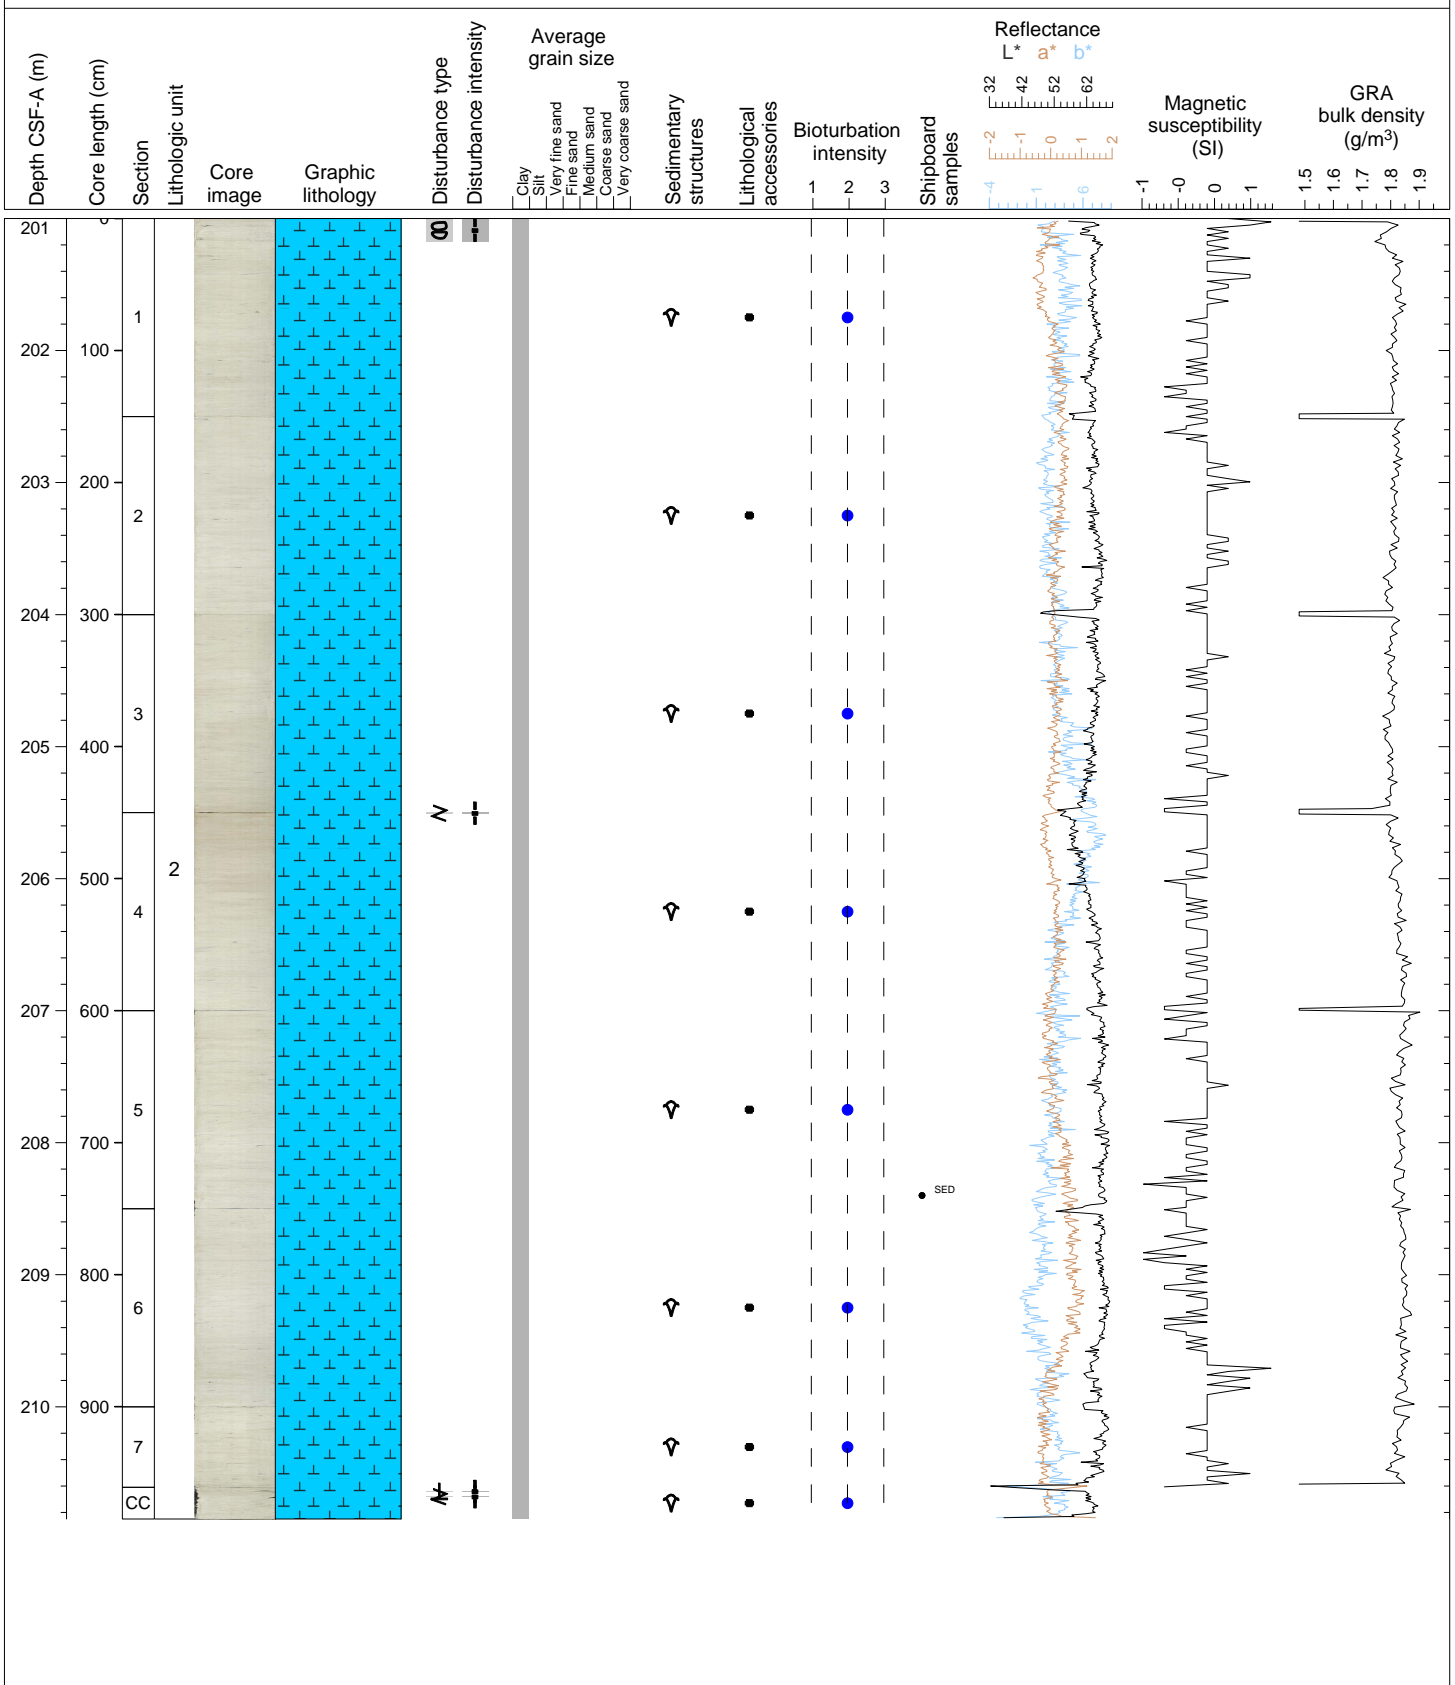 Depth CSF-A (m)
Core length (cm)
Section
Lithologic unit
Core
image
Graphic
lithology
Disturbance type
Disturbance intensity
Average
grain size
Clay
Silt
Very fine sand
Fine sand
Medium sand
Coarse sand
Very coarse sand
Sedimentary
structures
Lithological
accessories
Bioturbation
intensity
1 2 3
Shipboard
samples
Reflectance
L* a* b*
32 42 52 62
-2 -1 0 1 2
-4 1 6
Magnetic
susceptibility
(SI)
-1 -0 0 1
GRA
bulk density
(g/m3)
1.5 1.6 1.7 1.8 1.9
201 0
1
202 100
203 200
2
204 300
3
205 400
2
206 500
4
207 600
5
208 700
SED
209 800
6
210 900
7
CC